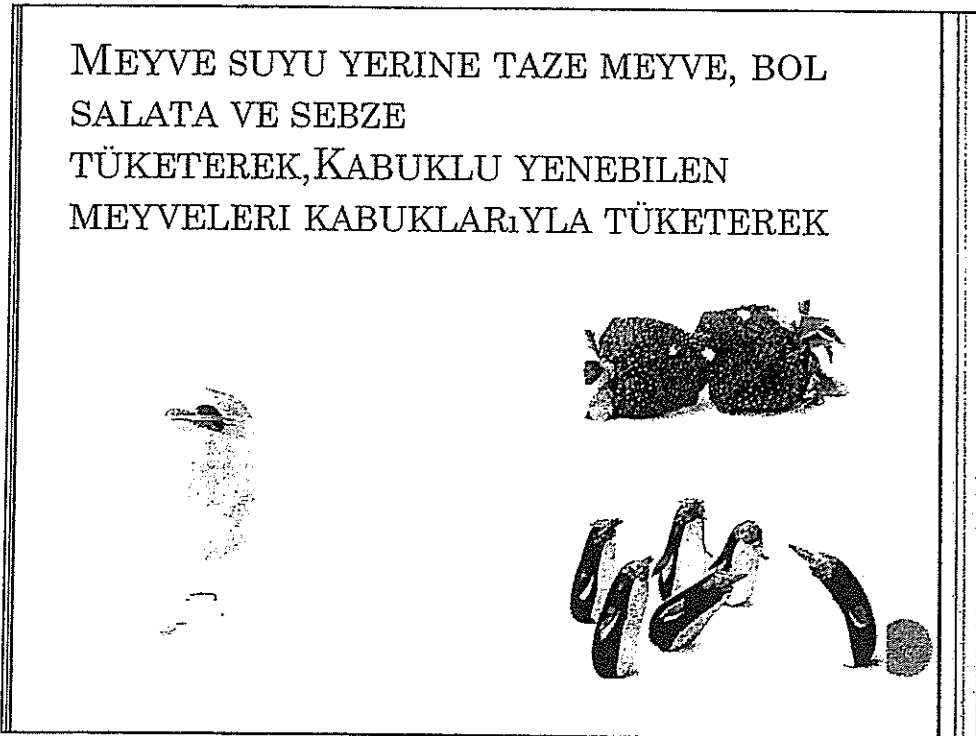 MEYVE SUYU YERINE TAZE MEYVE, BOL
SALATA VE SEBZE
TÜKETEREK,KABUKLU YENEBILEN
MEYVELERI KABUKLARıYLA TÜKETEREK